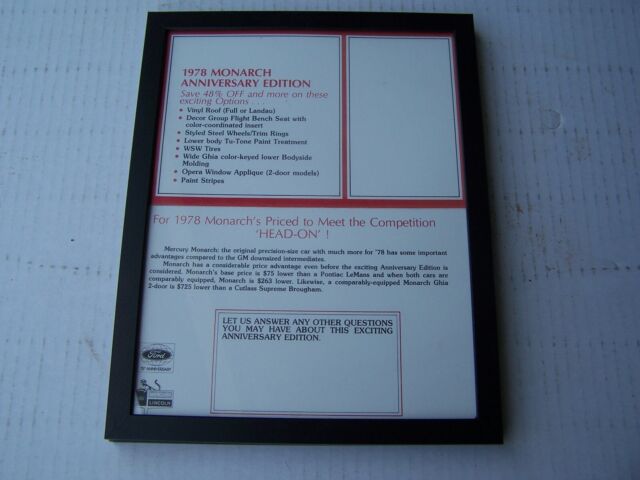 1978 MONARCH
ANNIVERSARY EDITION
Save 48% OFF and more on these
exciting Options . . . .
• Vinyl Roof (Full or Landau)
• Decor Group Flight Bench Seat with
color-coordinated insert
• Styled Steel Wheels/Trim Rings
• Lower body Tu-Tone Paint Treatment
• WSW Tires
• Wide Ghia color-keyed lower Bodyside
Molding
• Opera Window Applique (2-door models)
• Paint Stripes
For 1978 Monarch's Priced to Meet the Competition
'HEAD-ON' !
Mercury Monarch: the original precision-size car with much more for '78 has some important
advantages compared to the GM downsized intermediates.
Monarch has a considerable price advantage even before the exciting Anniversary Edition is
considered. Monarch's base price is $75 lower than a Pontiac LeMans and when both cars are
comparably equipped, Monarch is $263 lower. Likewise, a comparably-equipped Monarch Ghia
2-door is $725 lower than a Cutlass Supreme Brougham.
LET US ANSWER ANY OTHER QUESTIONS
YOU MAY HAVE ABOUT THIS EXCITING
ANNIVERSARY EDITION.
Ford
75th ANNIVERSARY
LINCOLN